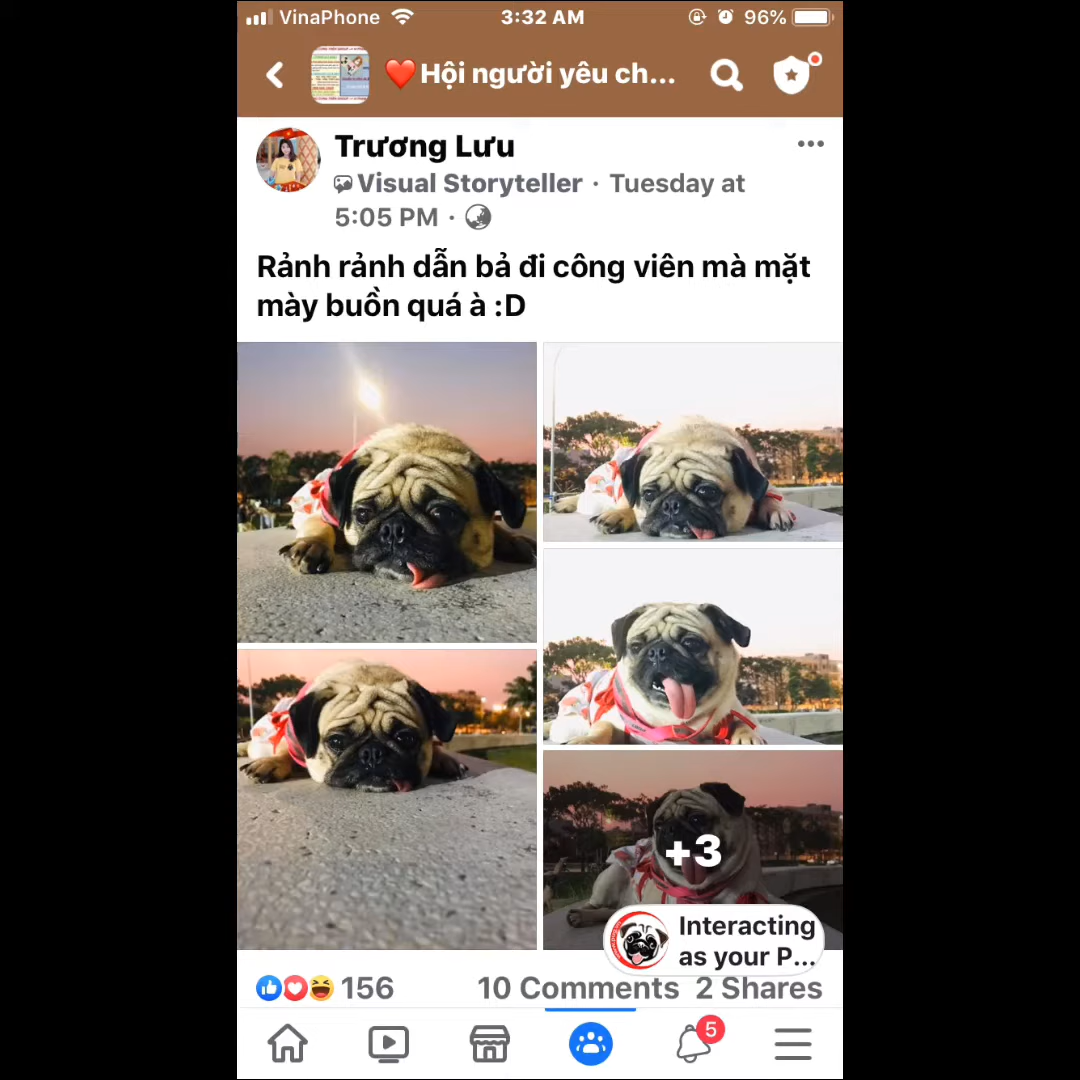 VinaPhone 3:32 AM 96%
❤️Hội người yêu ch...
Trương Lưu
Visual Storyteller · Tuesday at
5:05 PM ·
Rảnh rảnh dẫn bả đi công viên mà mặt
mày buồn quá à :D
+3
Interacting
as your P...
156 10 Comments 2 Shares
5